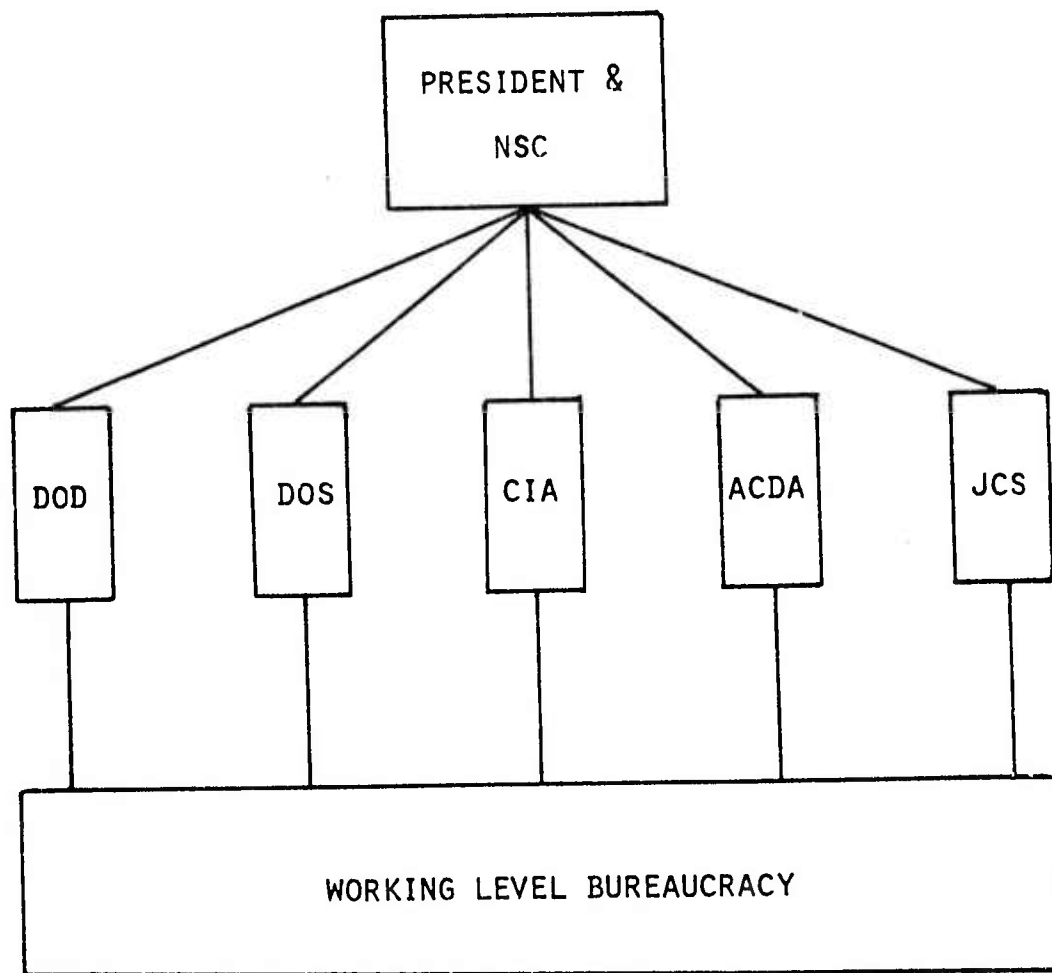 PRESIDENT &
NSC
DOD
DOS
CIA
ACDA
JCS
WORKING LEVEL BUREAUCRACY